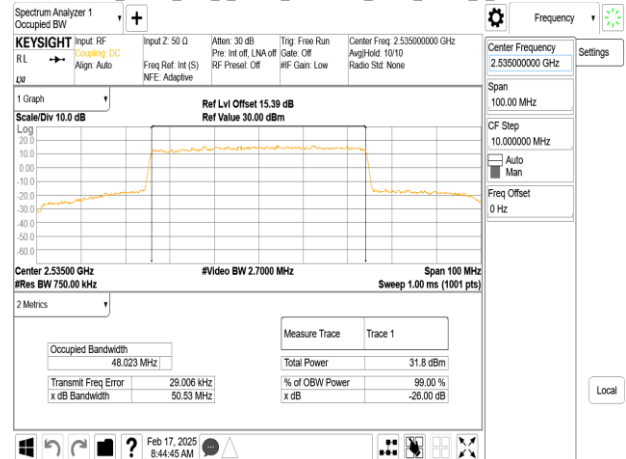 Spectrum Analyzer 1
Occupied BW
+
Frequency
KEYSIGHT
RL
Input: RF
Coupling: DC
Align: Auto
Input Z: 50 Ω
Freq Ref: Int (S)
NFE: Adaptive
Atten: 30 dB
Pre: Int off, LNA off
RF Preset: Off
Trig: Free Run
Gate: Off
#IF Gain: Low
Center Freq: 2.535000000 GHz
Avg|Hold: 10/10
Radio Std: None
Center Frequency
2.535000000 GHz
Settings
Span
100.00 MHz
CF Step
10.000000 MHz
Auto
Man
Freq Offset
0 Hz
1 Graph
Scale/Div 10.0 dB
Ref Lvl Offset 15.39 dB
Ref Value 30.00 dBm
Log
20.0
10.0
0.00
-10.0
-20.0
-30.0
-40.0
-50.0
-60.0
Center 2.53500 GHz
#Video BW 2.7000 MHz
Span 100 MHz
#Res BW 750.00 kHz
Sweep 1.00 ms (1001 pts)
2 Metrics
Measure Trace
Trace 1
Occupied Bandwidth
48.023 MHz
Total Power
31.8 dBm
Transmit Freq Error
29.006 kHz
% of OBW Power
99.00 %
x dB Bandwidth
50.53 MHz
x dB
-26.00 dB
Local
?
Feb 17, 2025
8:44:45 AM